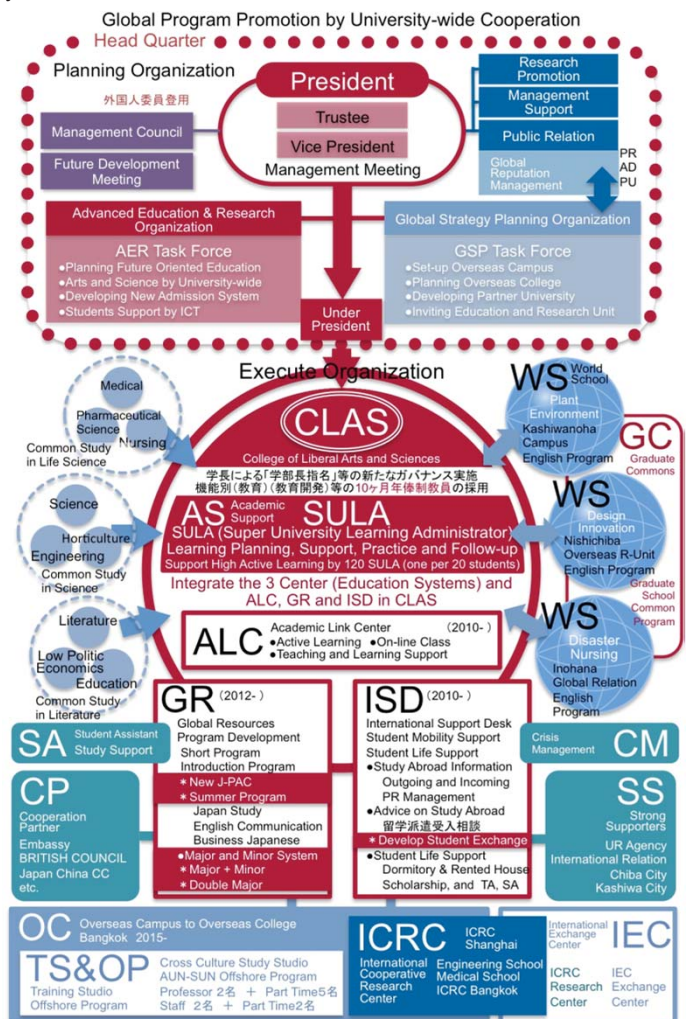 Global Program Promotion by University-wide Cooperation
Head Quarter
Planning Organization
外国人委員登用
Management Council
Future Development
Meeting
President
Trustee
Vice President
Management Meeting
Research
Promotion
Management
Support
Public Relation
Global
Reputation
Management
PR
AD
PU
Advanced Education & Research
Organization
AER Task Force
●Planning Future Oriented Education
●Arts and Science by University-wide
●Developing New Admission System
●Students Support by ICT
Global Strategy Planning Organization
GSP Task Force
●Set-up Overseas Campus
●Planning Overseas College
●Developing Partner University
●Inviting Education and Research Unit
Under
President
Execute Organization
Medical
Pharmaceutical
Science
Nursing
Common Study
in Life Science
Science
Horticulture
Engineering
Common Study
in Science
Literature
Low Politic
Economics
Education
Common Study
in Literature
CLAS
College of Liberal Arts and Sciences
学長による「学部長指名」等の新たなガバナンス実施
機能別(教育)(教育開発)等の10ヶ月年俸制教員の採用
AS Academic
Support
SULA
SULA (Super University Learning Administrator)
Learning Planning, Support, Practice and Follow-up
Support High Active Learning by 120 SULA (one per 20 students)
Integrate the 3 Center (Education Systems) and
ALC, GR and ISD in CLAS
ALC
Academic Link Center (2010- )
●Active Learning ●On-line Class
●Teaching and Learning Support
WS World
School
Plant
Environment
Kashiwanoha
Campus
English Program
WS
Design
Innovation
Nishichiba
Overseas R-Unit
English Program
WS
Disaster
Nursing
Inohana
Global Relation
English
Program
GC
Graduate
Commons
Graduate
School
Common
Program
GR (2012- )
Global Resources
Program Development
Short Program
Introduction Program
＊New J-PAC
＊Summer Program
Japan Study
English Communication
Business Japanese
●Major and Minor System
＊Major + Minor
＊Double Major
ISD (2010- )
International Support Desk
Student Mobility Support
Student Life Support
●Study Abroad Information
Outgoing and Incoming
PR Management
●Advice on Study Abroad
留学派遣受入相談
＊Develop Student Exchange
●Student Life Support
Dormitory & Rented House
Scholarship, and TA, SA
SA Student Assistant
Study Support
CP
Cooperation
Partner
Embassy
BRITISH COUNCIL
Japan China CC
etc.
Crisis
Management CM
SS
Strong
Supporters
UR Agency
International Relation
Chiba City
Kashiwa City
OC Overseas Campus to Overseas College
Bangkok 2015-
TS&OP
Training Studio
Offshore Program
Cross Culture Study Studio
AUN-SUN Offshore Program
Professor 2名 ＋ Part Time5名
Staff 2名 ＋ Part Time2名
ICRC
International
Cooperative
Research
Center
ICRC
Shanghai
Engineering School
Medical School
ICRC Bangkok
International
Exchange
Center
IEC
ICRC
Research
Center
IEC
Exchange
Center